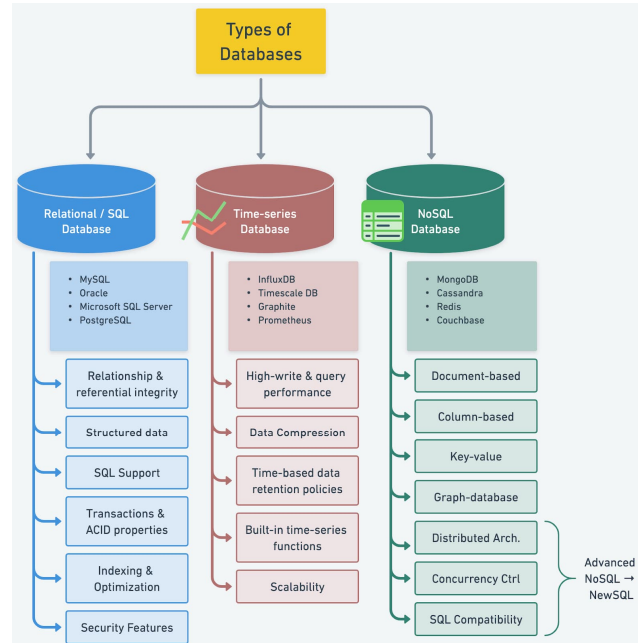 Types of
Databases
Relational / SQL
Database
• MySQL
• Oracle
• Microsoft SQL Server
• PostgreSQL
Relationship &
referential integrity
Structured data
SQL Support
Transactions &
ACID properties
Indexing &
Optimization
Security Features
Time-series
Database
• InfluxDB
• Timescale DB
• Graphite
• Prometheus
High-write & query
performance
Data Compression
Time-based data
retention policies
Built-in time-series
functions
Scalability
NoSQL
Database
• MongoDB
• Cassandra
• Redis
• Couchbase
Document-based
Column-based
Key-value
Graph-database
Distributed Arch.
Concurrency Ctrl
SQL Compatibility
Advanced
NoSQL →
NewSQL